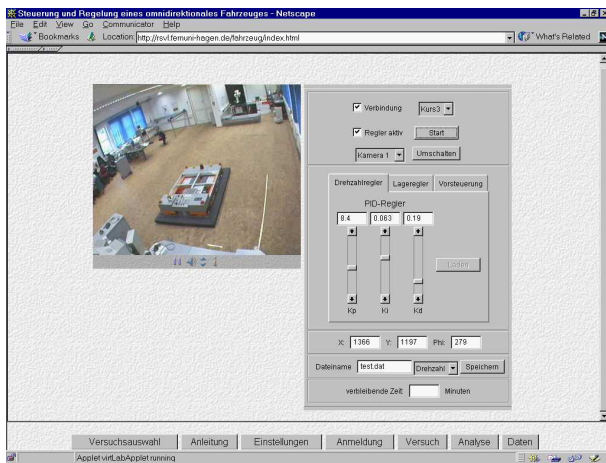 Steuerung und Regelung eines omnidirektionales Fahrzeuges - Netscape
File Edit View Go Communicator Help
Bookmarks Location: http://rsvl.fernuni-hagen.de/fahrzeug/index.html What's Related
Verbindung Kurs3
Regler aktiv Start
Kamera 1 Umschalten
Drehzahlregler Lageregler Vorsteuerung
PID-Regler
8.4 0.063 0.19
Laden
Kp Ki Kd
X: 1366 Y: 1197 Phi: 279
Dateiname test.dat Drehzahl Speichern
verbleibende Zeit: Minuten
Versuchsauswahl Anleitung Einstellungen Anmeldung Versuch Analyse Daten
Applet virtLabApplet running